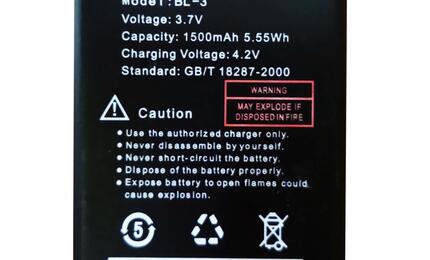 Model: BL-3
Voltage: 3.7V
Capacity: 1500mAh 5.55Wh
Charging Voltage: 4.2V
Standard: GB/T 18287-2000
WARNING
MAY EXPLODE IF
DISPOSED IN FIRE
Caution
● Use the authorized charger only.
● Never disassemble by yourself.
● Never short-circuit the battery.
● Dispose of the battery properly.
● Expose battery to open flames could
cause explosion.
5